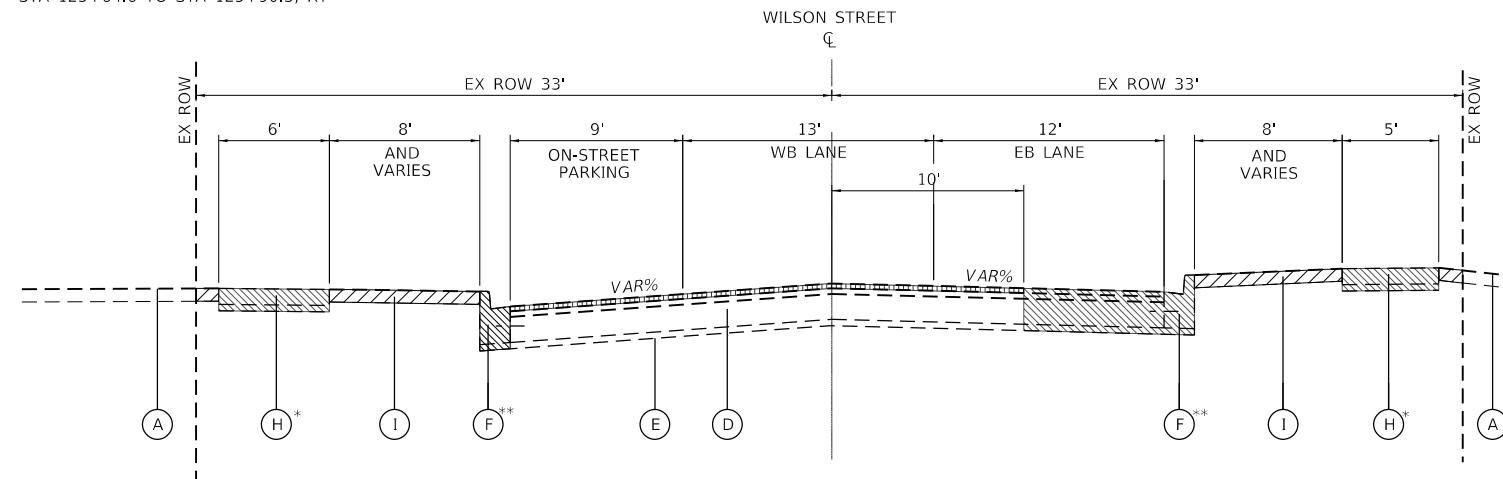 WILSON STREET
℄
EX ROW 33'
EX ROW 33'
EX ROW
EX ROW
6'
8'
AND
VARIES
9'
ON-STREET
PARKING
13'
WB LANE
12'
EB LANE
10'
8'
AND
VARIES
5'
VAR%
VAR%
A
H*
I
F**
E
D
F**
I
H*
A